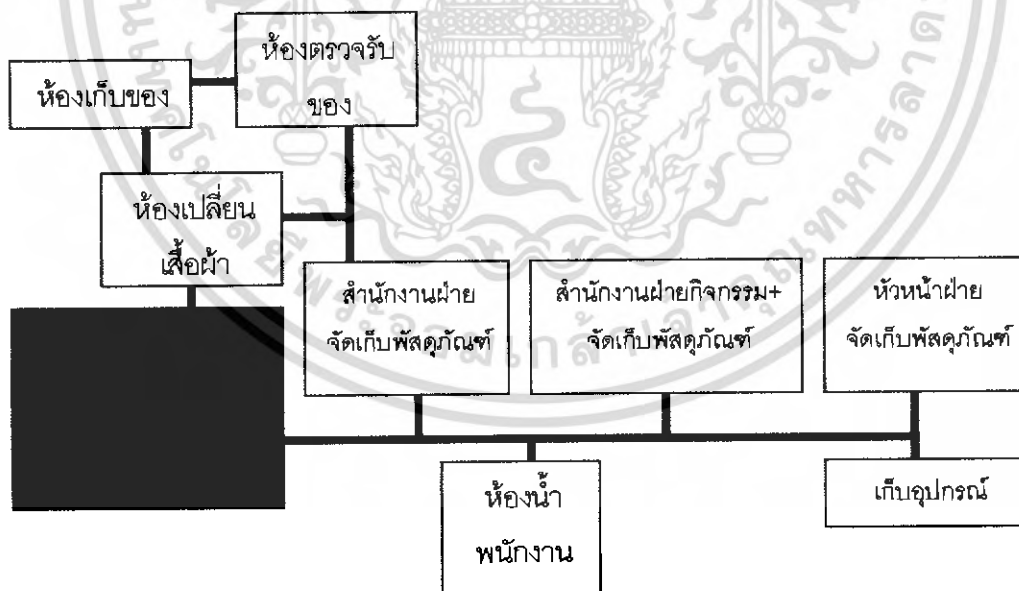 ห้องตรวจรับ
ของ
ห้องเก็บของ
ห้องเปลี่ยน
เสื้อผ้า
สำนักงานฝ่าย
จัดเก็บพัสดุภัณฑ์
สำนักงานฝ่ายกิจกรรม+
จัดเก็บพัสดุภัณฑ์
หัวหน้าฝ่าย
จัดเก็บพัสดุภัณฑ์
ห้องน้ำ
พนักงาน
เก็บอุปกรณ์